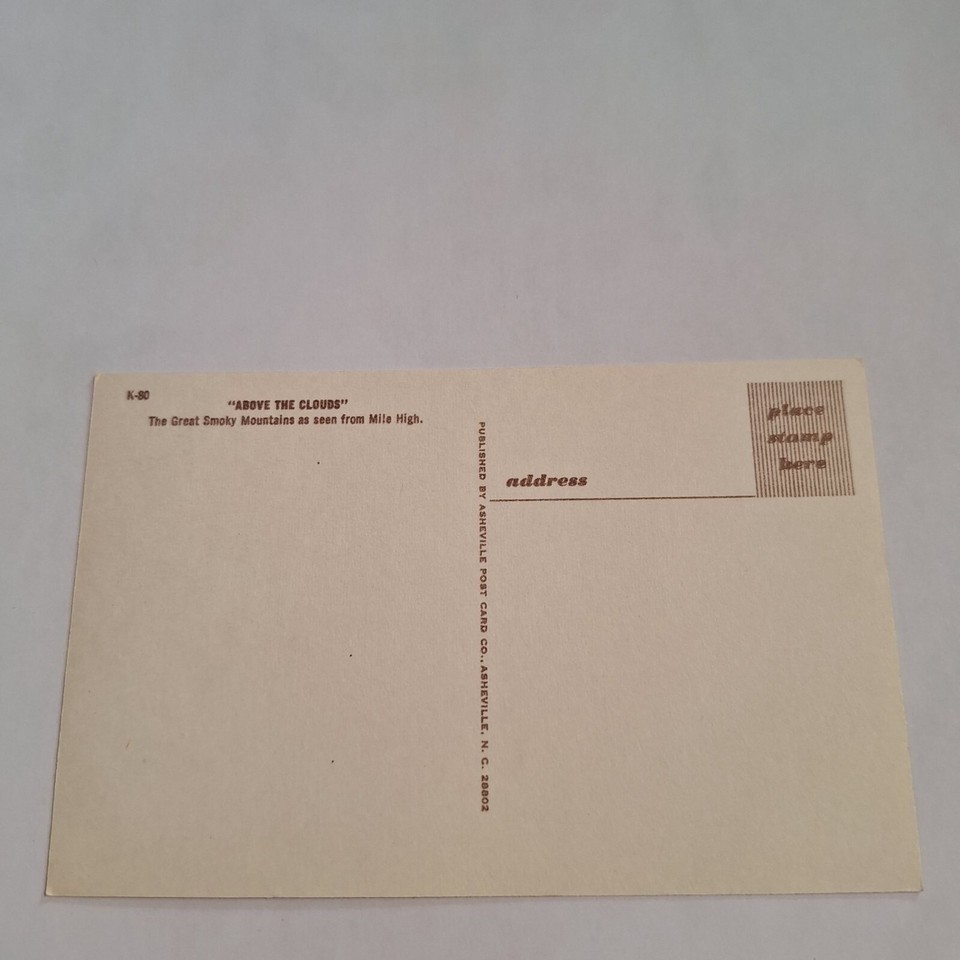 K-80
"ABOVE THE CLOUDS"
The Great Smoky Mountains as seen from Mile High.
PUBLISHED BY ASHEVILLE POST CARD CO., ASHEVILLE, N. C. 28802
address
place
stamp
here